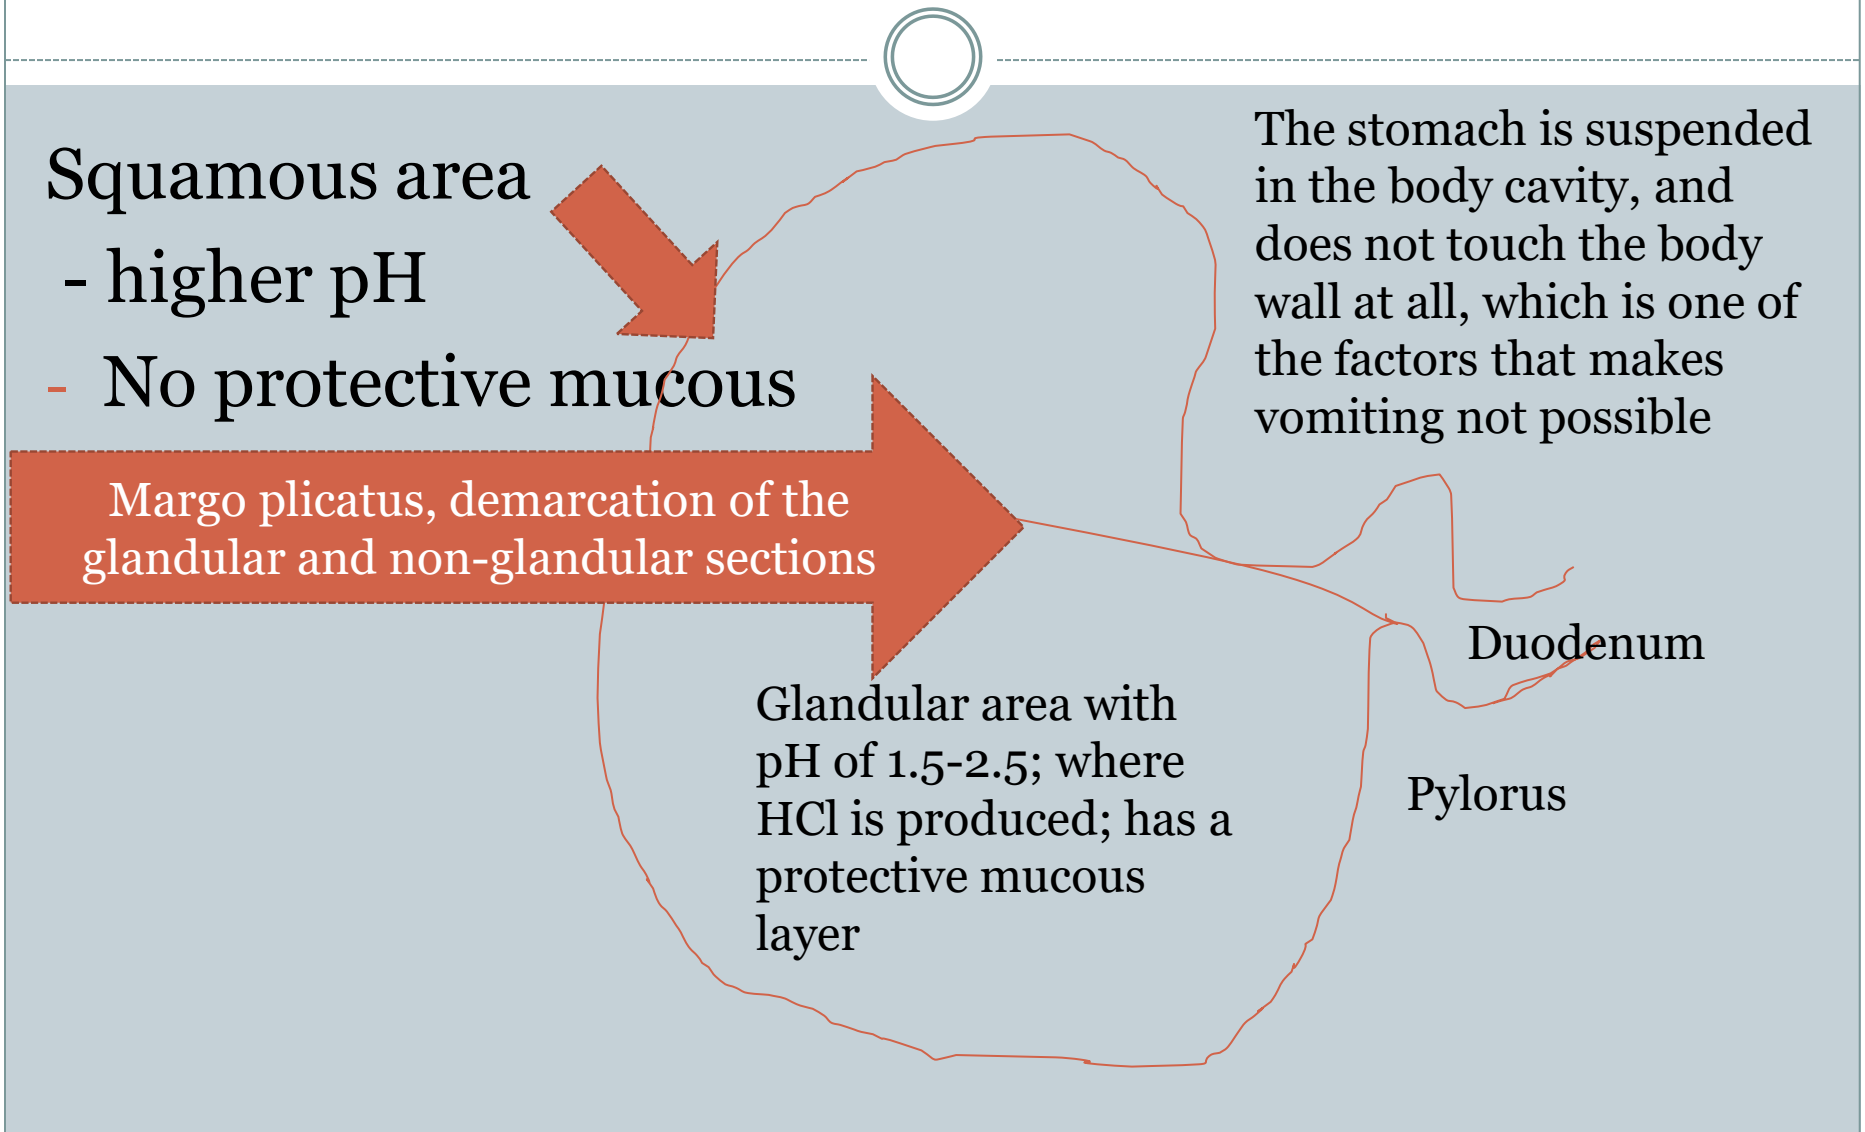 Squamous area
- higher pH
- No protective mucous
Margo plicatus, demarcation of the
glandular and non-glandular sections
The stomach is suspended
in the body cavity, and
does not touch the body
wall at all, which is one of
the factors that makes
vomiting not possible
Duodenum
Glandular area with
pH of 1.5-2.5; where
HCl is produced; has a
protective mucous
layer
Pylorus